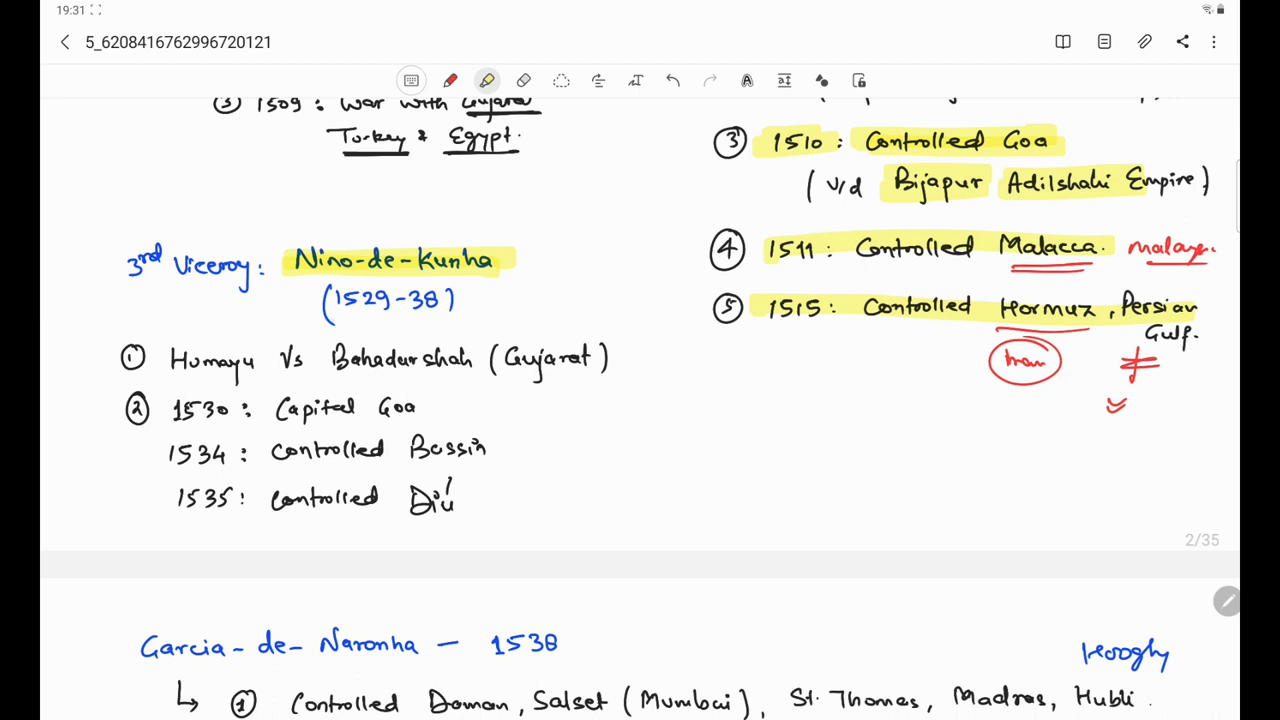 19:31
5_6208416762996720121
③ 1509 : War with Gujarat
Turkey & Egypt.
3rd Viceroy : Nino-de-Kunha
(1529-38)
① Humayu Vs Bahadurshah (Gujarat)
② 1530 : Capital Goa
1534 : Controlled Bassin
1535 : Controlled Diu
③ 1510 : Controlled Goa
(v/d Bijapur Adilshahi Empire)
④ 1511 : Controlled Malacca. malaya.
⑤ 1515 : Controlled Hormuz, Persian
Gulf.
Iran
2/35
Garcia-de-Naronha - 1538
Hooghly
↳ ① Controlled Daman, Salset (Mumbai), St. Thomas, Madras, Hubli.